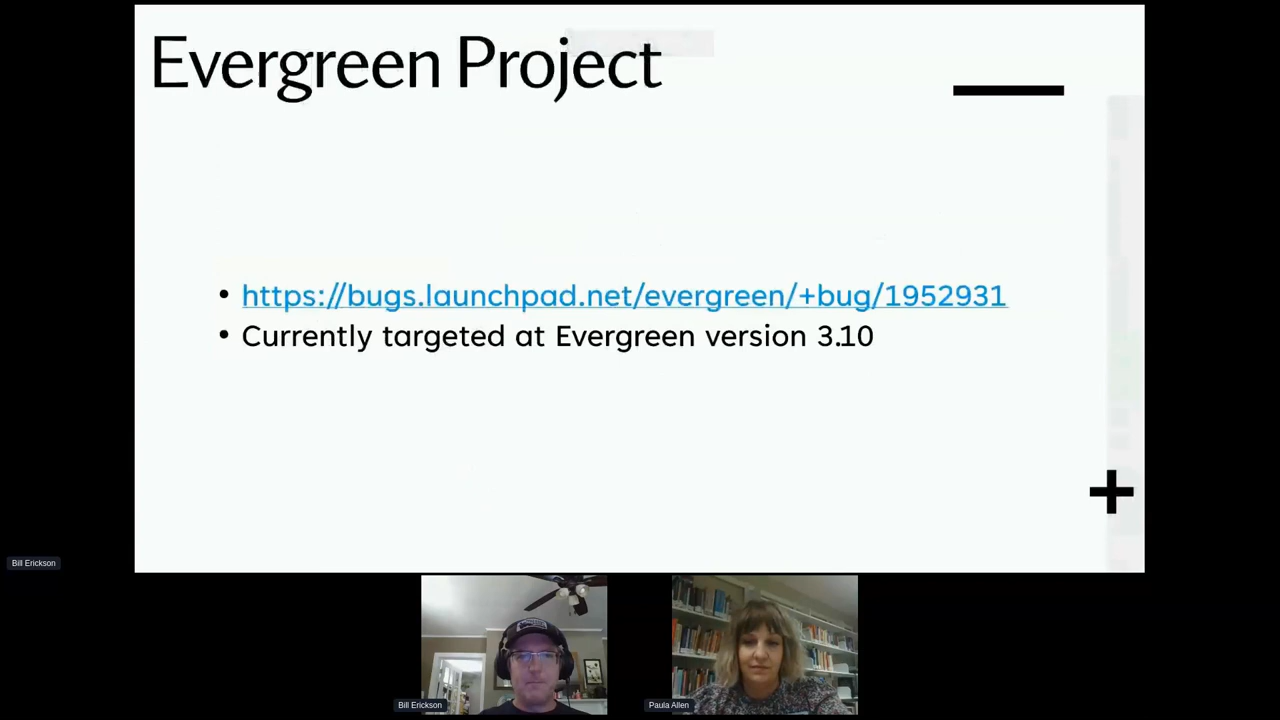 Evergreen Project
• https://bugs.launchpad.net/evergreen/+bug/1952931
• Currently targeted at Evergreen version 3.10
Bill Erickson
Bill Erickson
Paula Allen